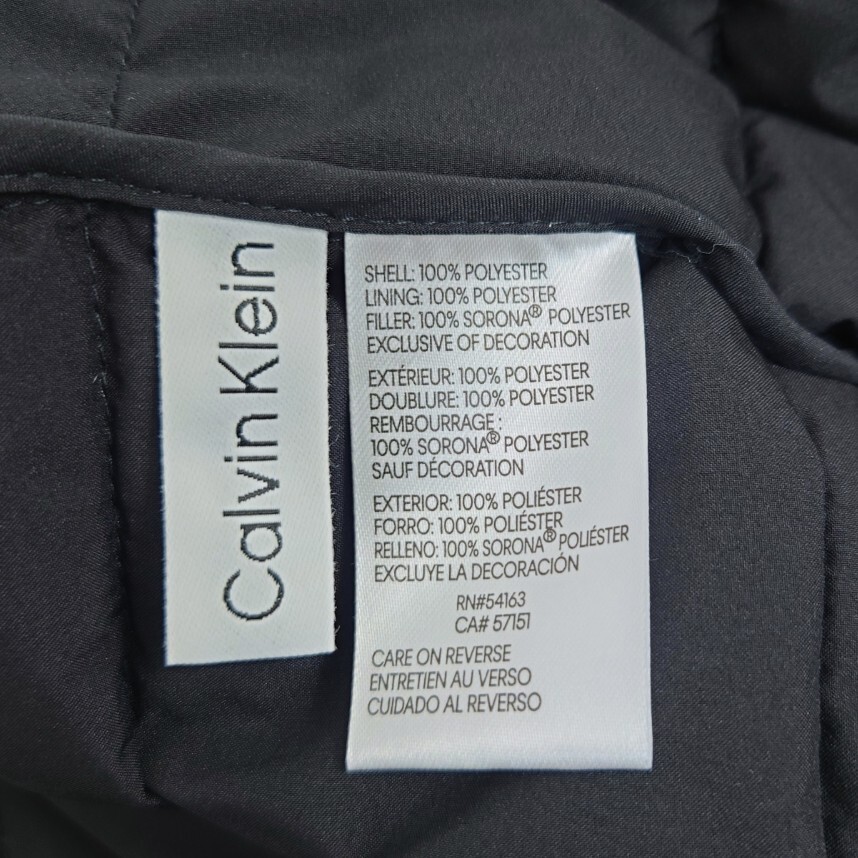 Calvin Klein
SHELL: 100% POLYESTER
LINING: 100% POLYESTER
FILLER: 100% SORONA® POLYESTER
EXCLUSIVE OF DECORATION
EXTÉRIEUR: 100% POLYESTER
DOUBLURE: 100% POLYESTER
REMBOURRAGE :
100% SORONA® POLYESTER
SAUF DÉCORATION
EXTERIOR: 100% POLIÉSTER
FORRO: 100% POLIÉSTER
RELLENO: 100% SORONA® POLIÉSTER
EXCLUYE LA DECORACIÓN
RN#54163
CA# 57151
CARE ON REVERSE
ENTRETIEN AU VERSO
CUIDADO AL REVERSO